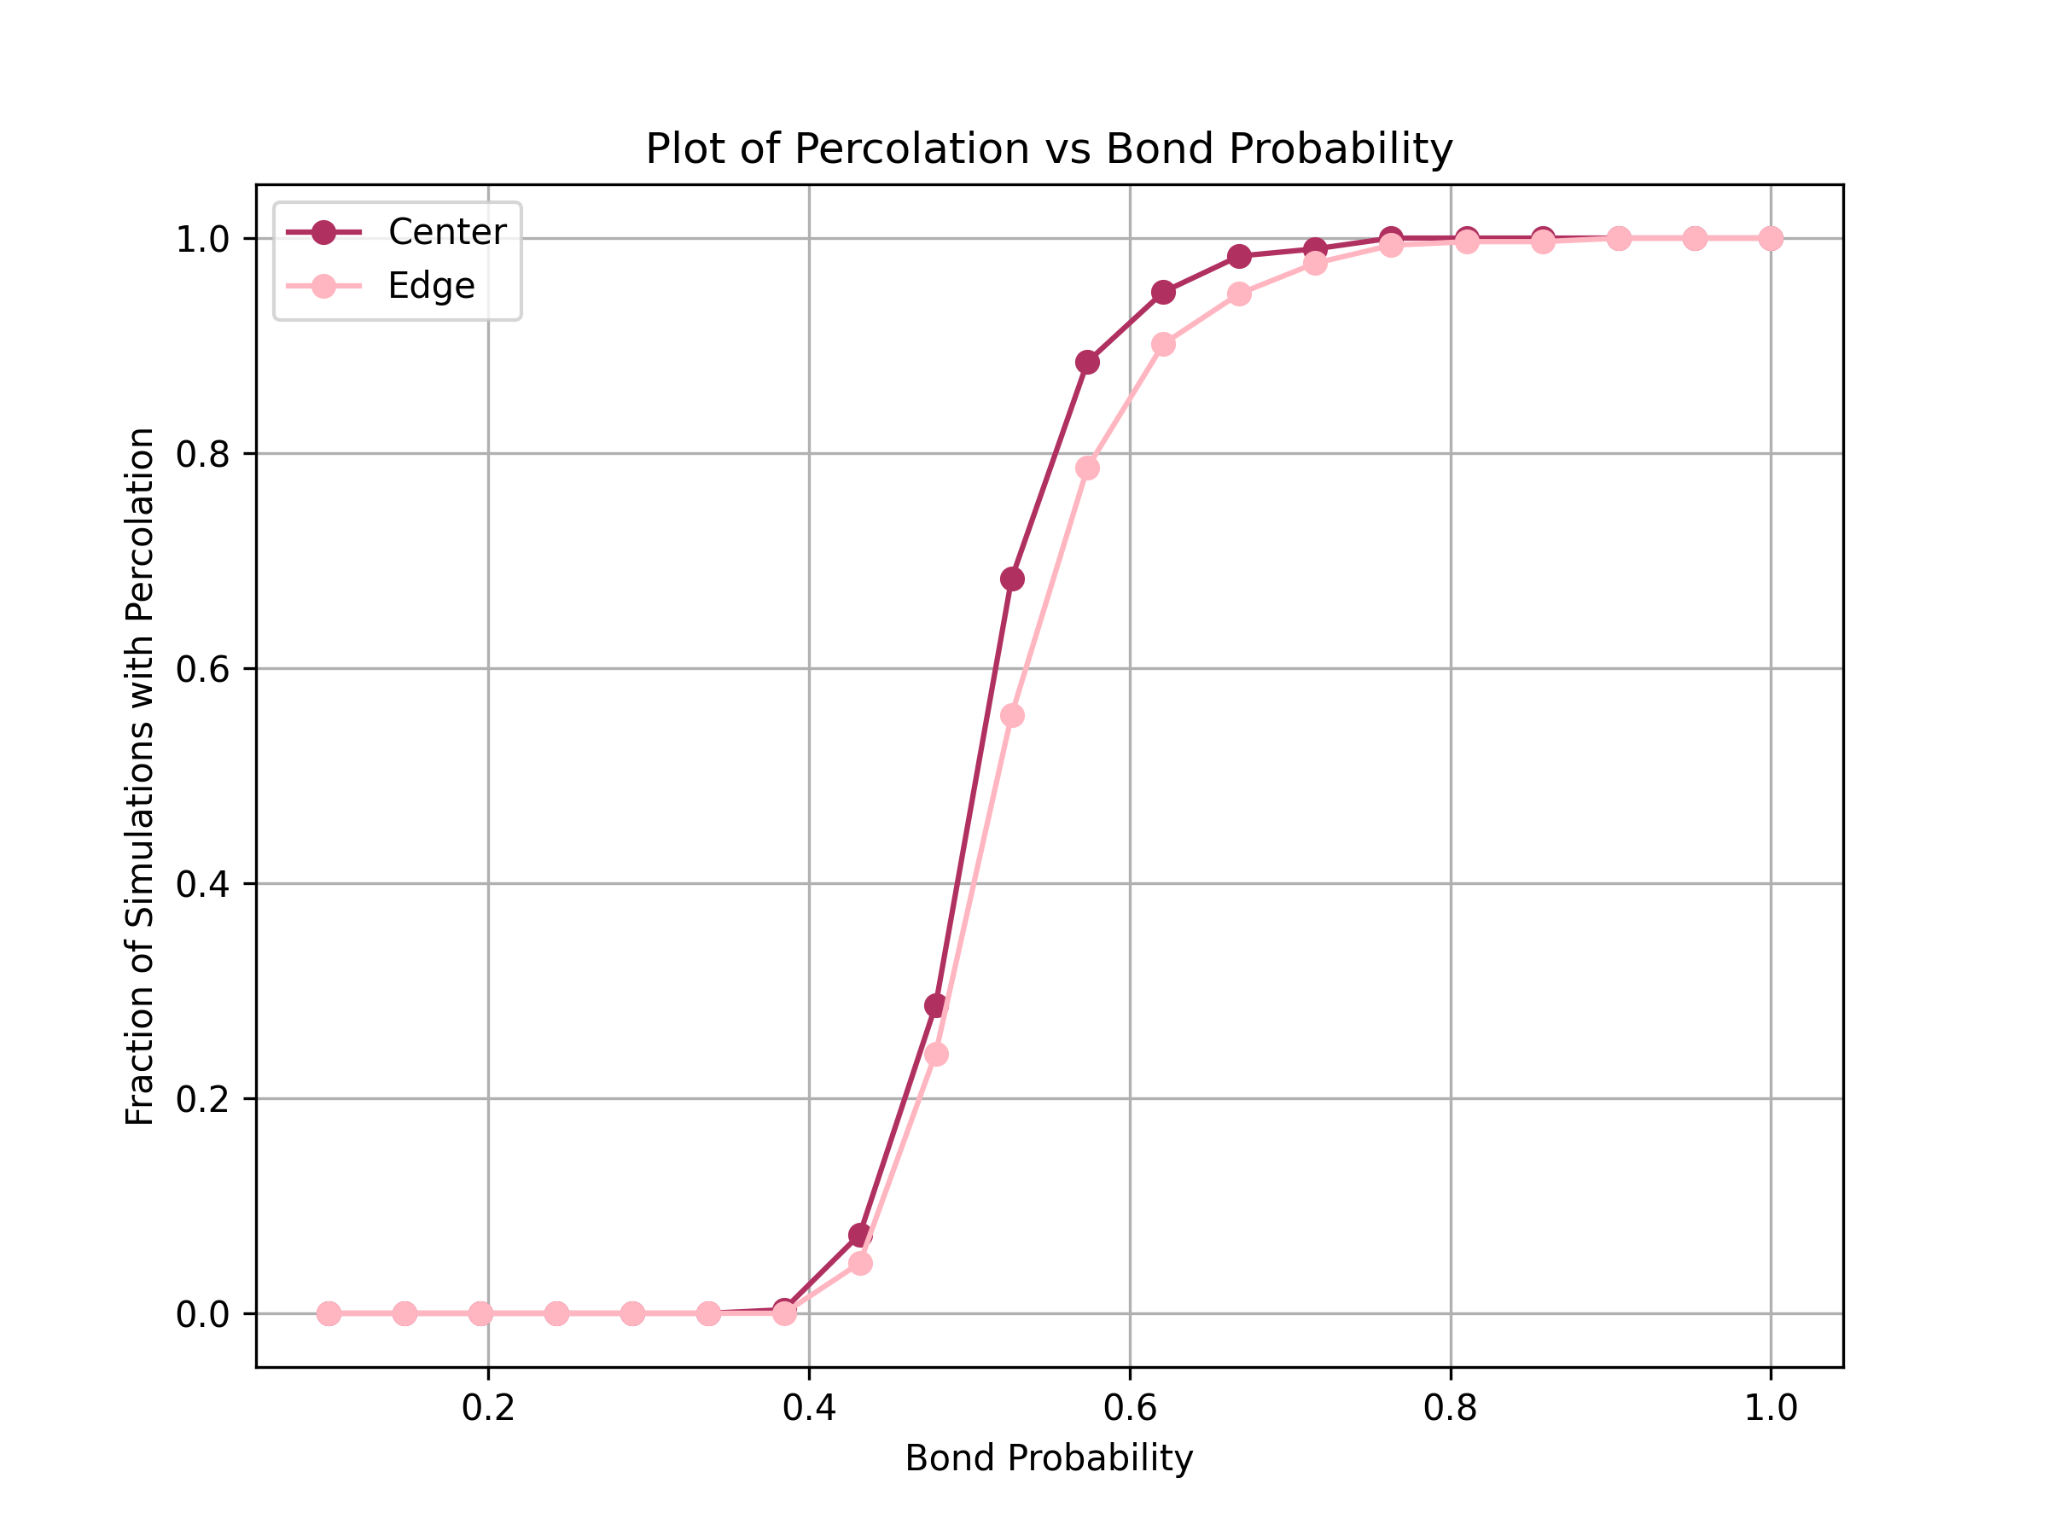 Plot of Percolation vs Bond Probability
Center
Edge
1.0
0.8
0.6
0.4
0.2
0.0
Fraction of Simulations with Percolation
0.2 0.4 0.6 0.8 1.0
Bond Probability